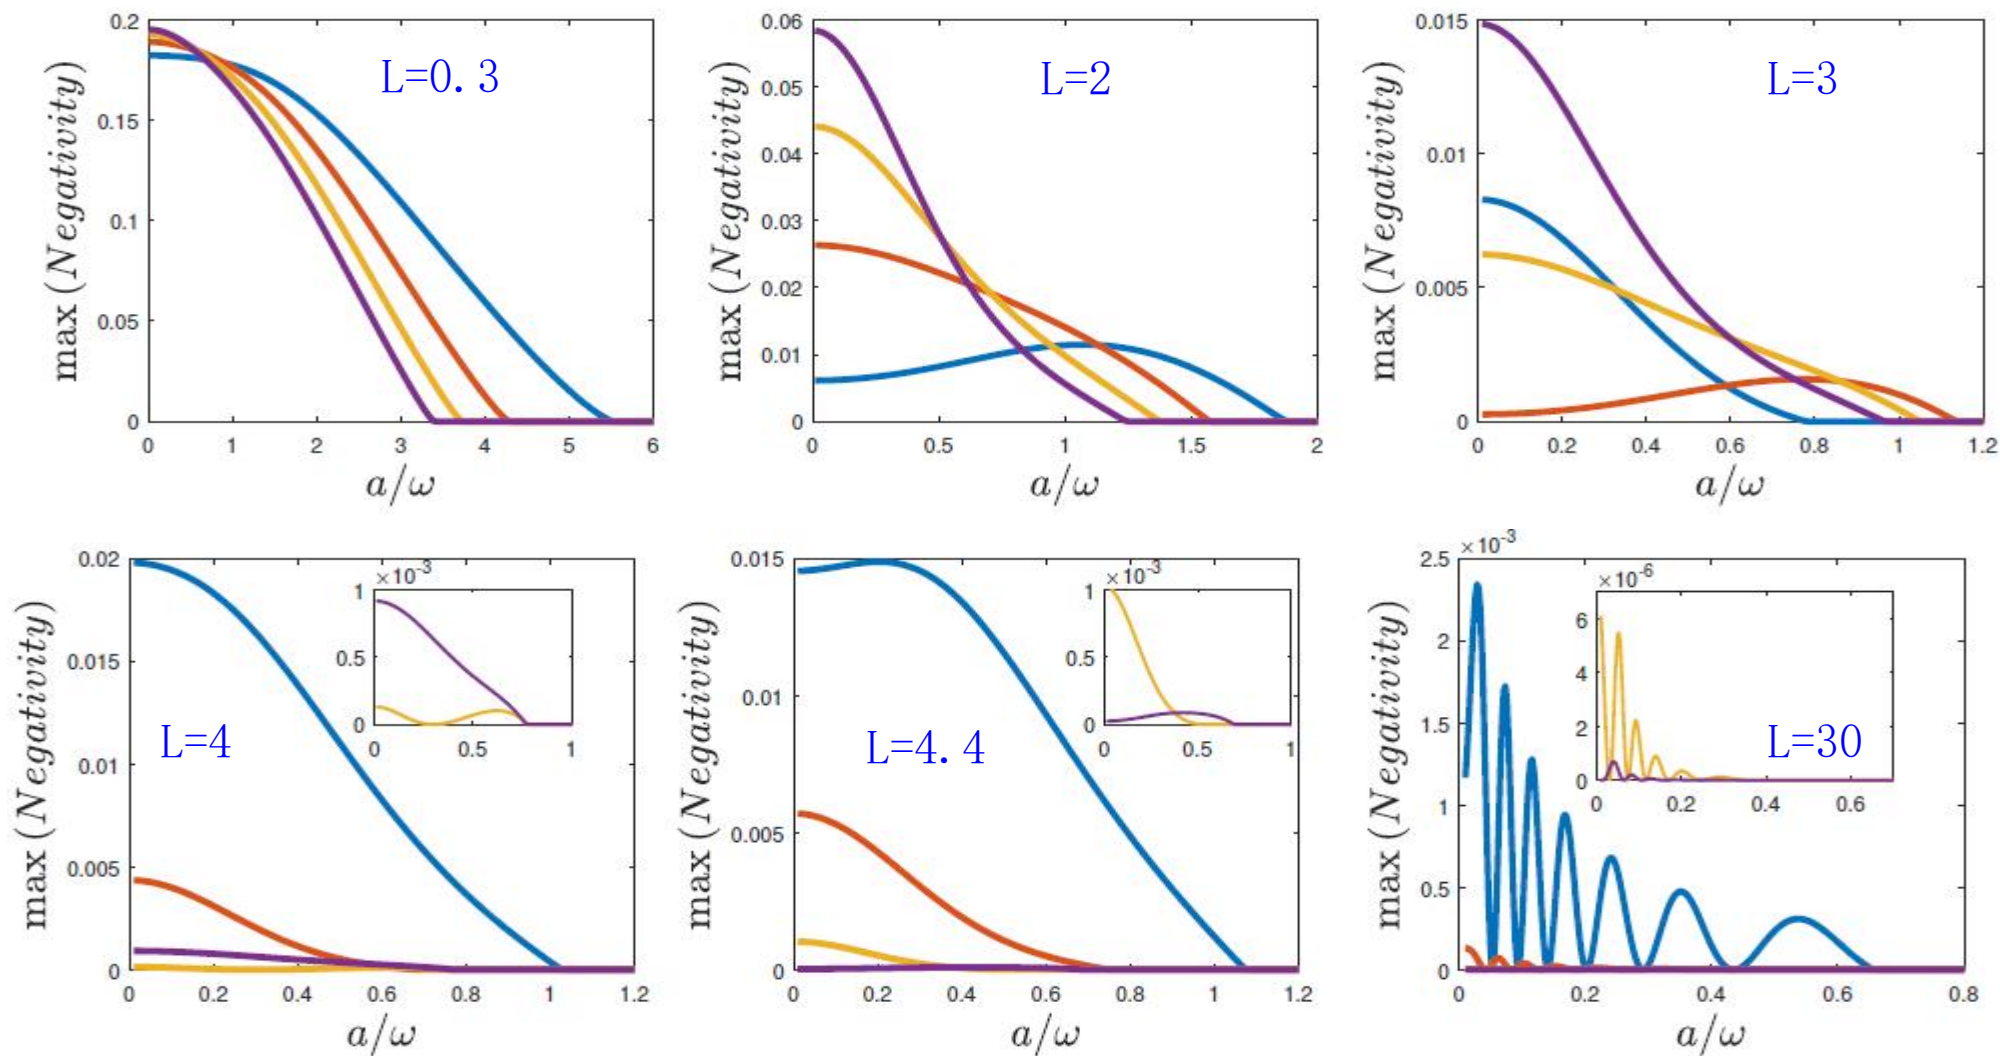 max (Negativity)
0.2
0.15
0.1
0.05
0
L=0.3
0 1 2 3 4 5 6
a/ω
max (Negativity)
0.06
0.05
0.04
0.03
0.02
0.01
0
L=2
0 0.5 1 1.5 2
a/ω
max (Negativity)
0.015
0.01
0.005
0
L=3
0 0.2 0.4 0.6 0.8 1 1.2
a/ω
max (Negativity)
0.02
0.015
0.01
0.005
0
L=4
×10⁻³
1
0.5
0
0 0.5 1
0 0.2 0.4 0.6 0.8 1 1.2
a/ω
max (Negativity)
0.015
0.01
0.005
0
L=4.4
×10⁻³
1
0.5
0
0 0.5 1
0 0.2 0.4 0.6 0.8 1 1.2
a/ω
max (Negativity)
×10⁻³
2.5
2
1.5
1
0.5
0
×10⁻⁶
6
4
2
0
0 0.2 0.4 0.6
L=30
0 0.2 0.4 0.6 0.8
a/ω